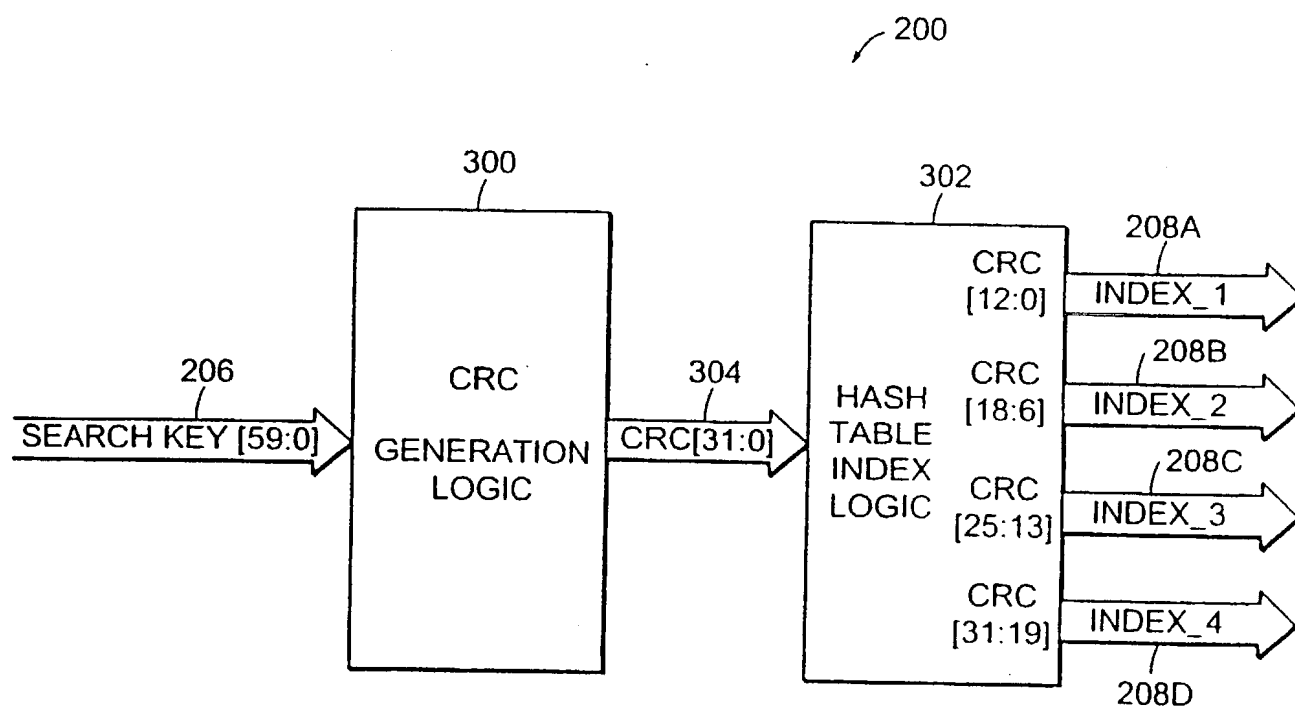 200
300
302
206
304
SEARCH KEY [59:0]
CRC
GENERATION
LOGIC
CRC[31:0]
HASH
TABLE
INDEX
LOGIC
CRC
[12:0]
CRC
[18:6]
CRC
[25:13]
CRC
[31:19]
208A
INDEX_1
208B
INDEX_2
208C
INDEX_3
INDEX_4
208D